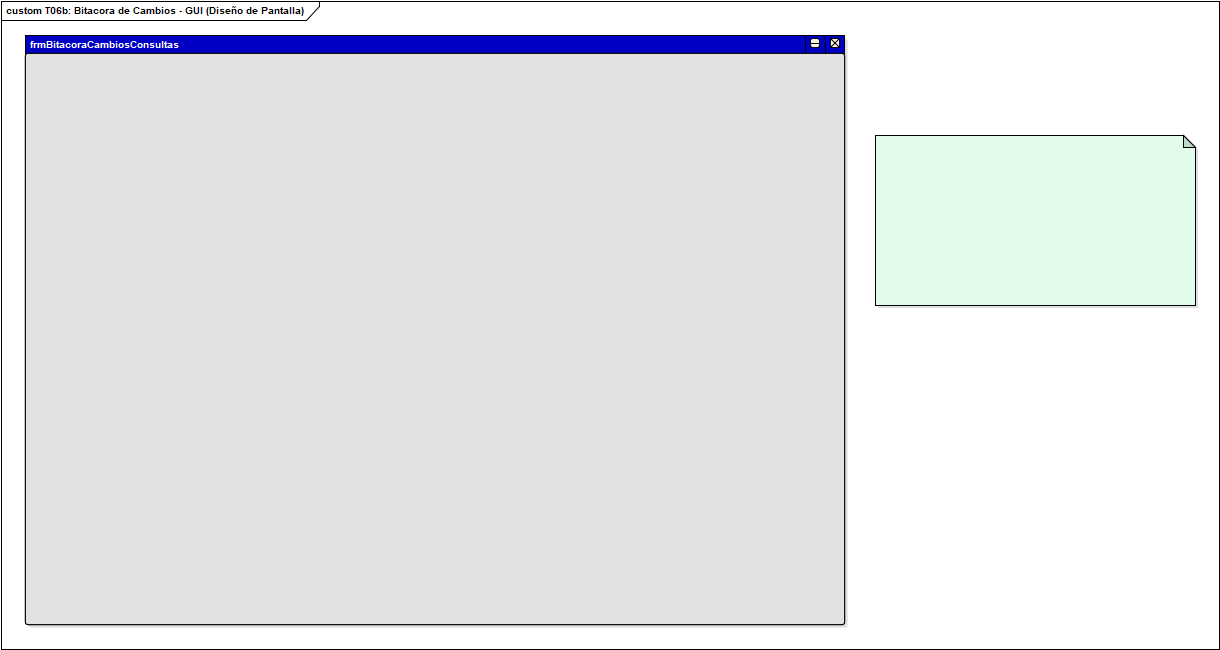 custom T06b: Bitacora de Cambios - GUI (Diseño de Pantalla)
frmBitacoraCambiosConsultas